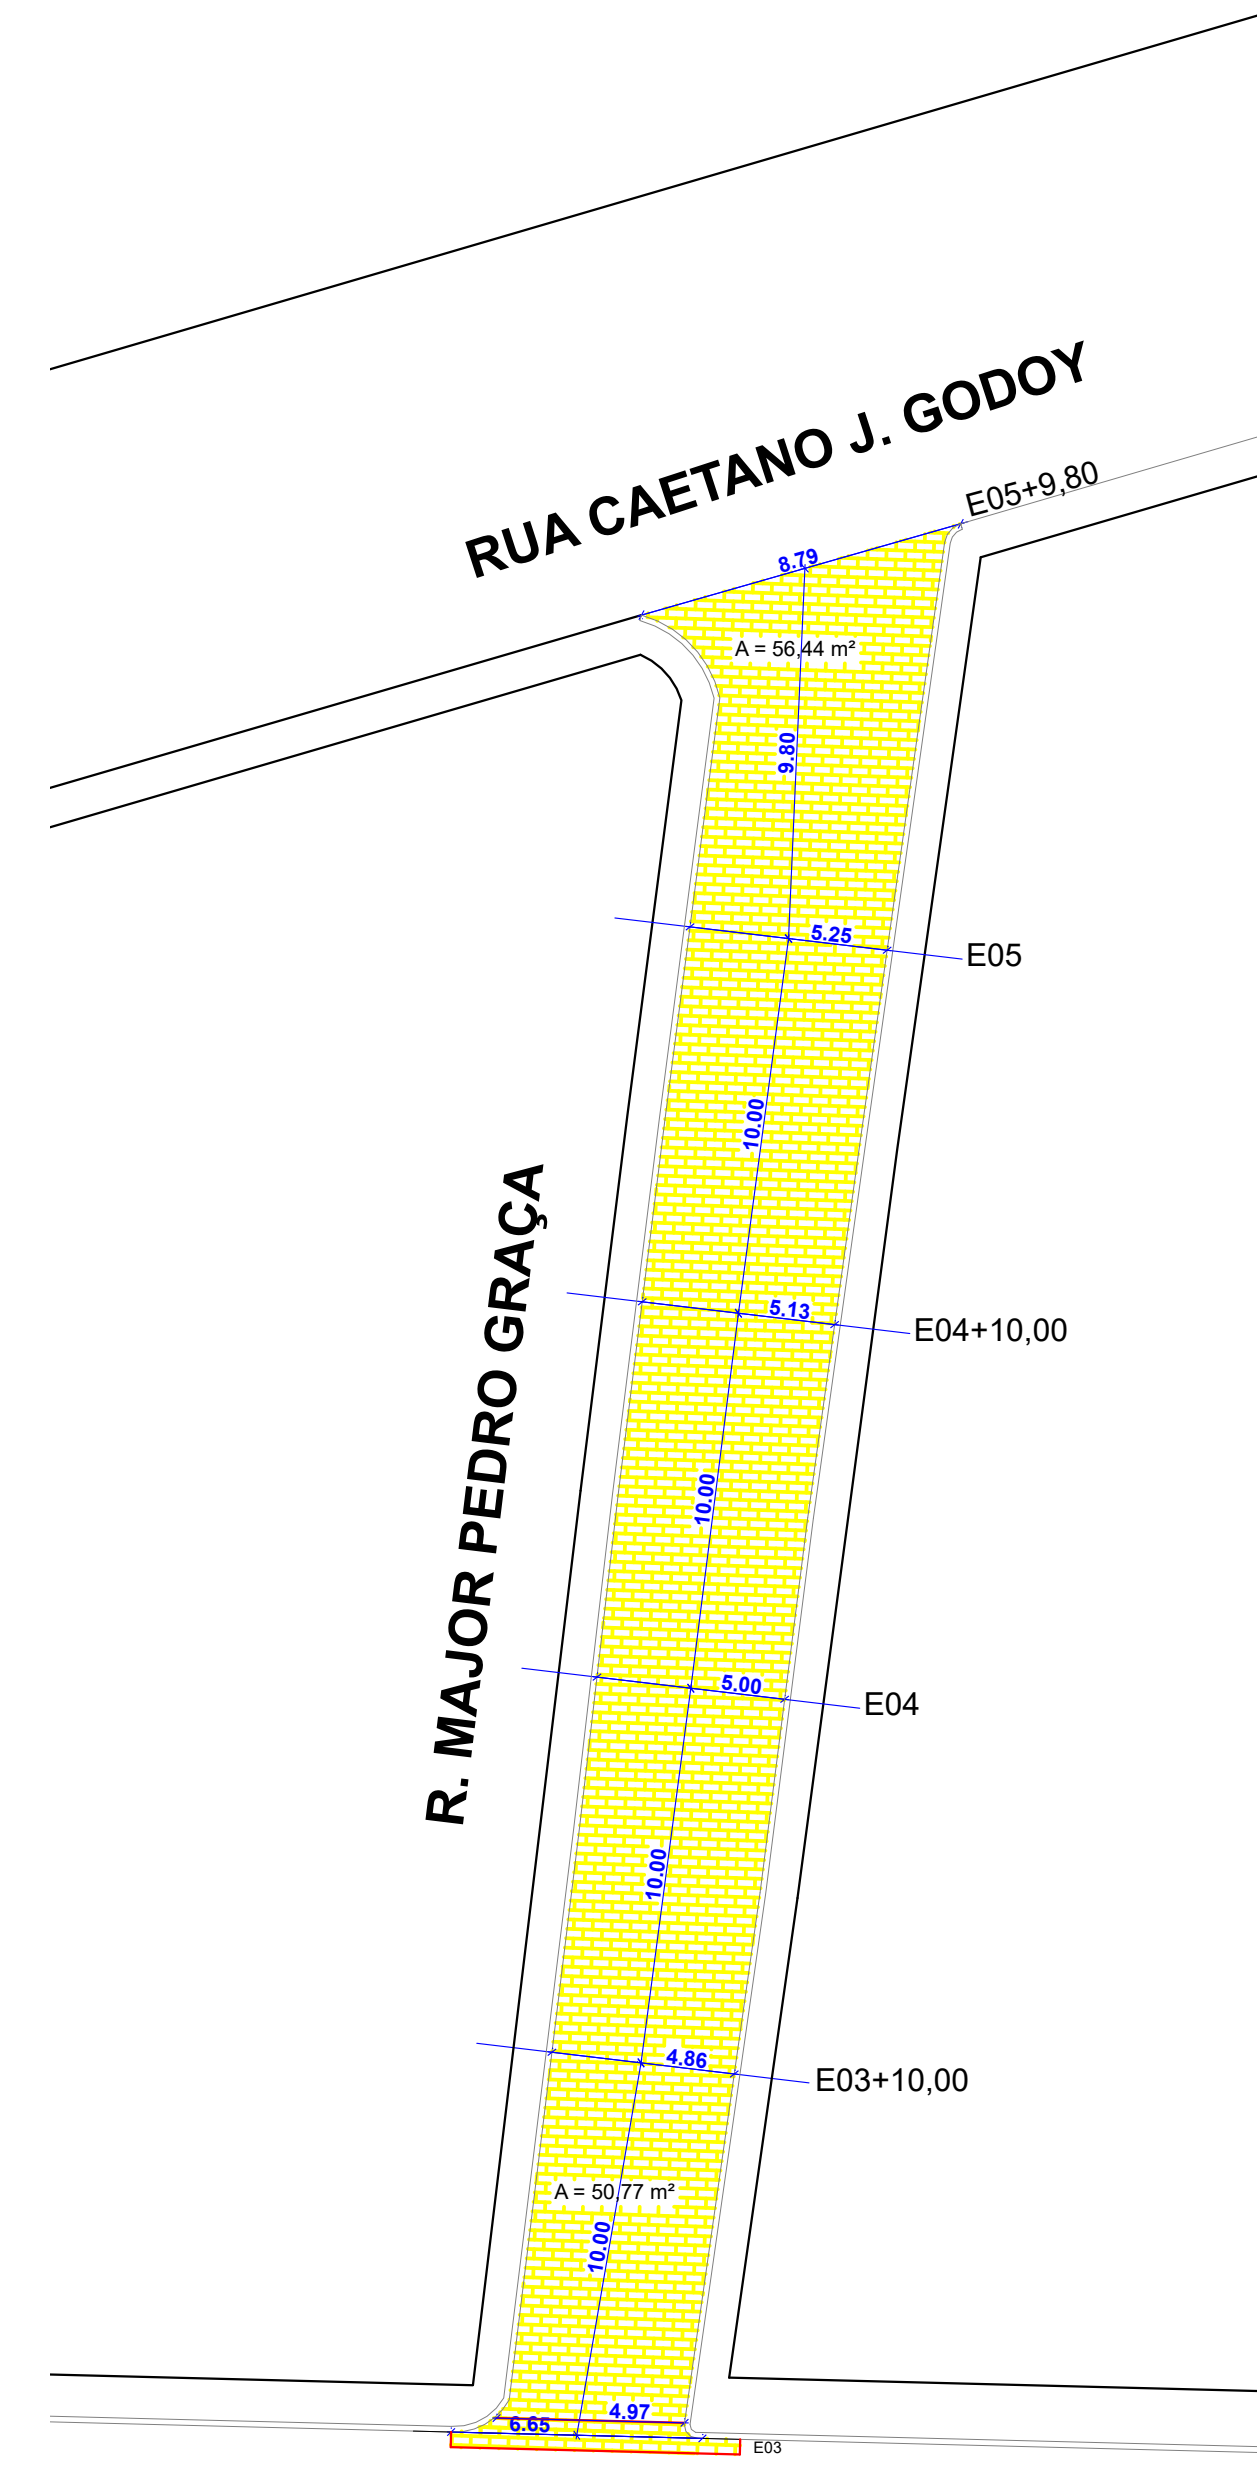 RUA CAETANO J. GODOY
E05+9,80
8.79
A = 56,44 m²
9.80
5.25
E05
10.00
R. MAJOR PEDRO GRAÇA
5.13
E04+10,00
10.00
5.00
E04
10.00
4.86
E03+10,00
A = 50,77 m²
10.00
4.97
6.65
E03